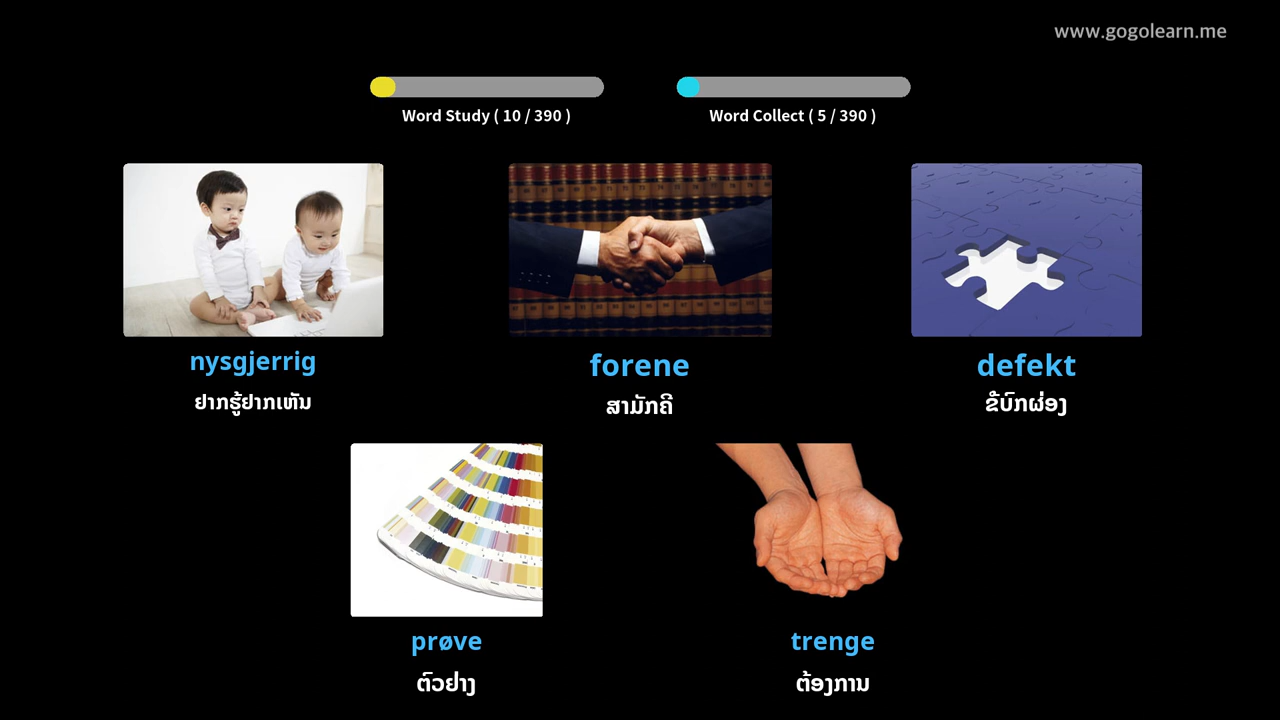 www.gogolearn.me
Word Study ( 10 / 390 )
Word Collect ( 5 / 390 )
nysgjerrig
ຢາກຮູ້ຢາກເຫັນ
forene
ສາມັກຄີ
defekt
ຂໍ້ບົກຜ່ອງ
prøve
ຕົວຢ່າງ
trenge
ຕ້ອງການ